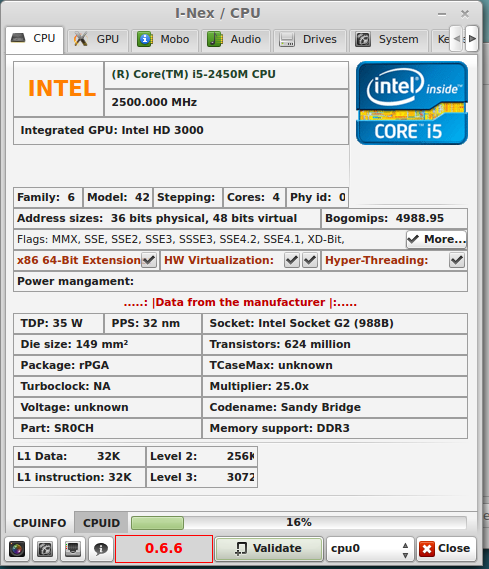 I-Nex / CPU
CPU GPU Mobo Audio Drives System Ke
INTEL
(R) Core(TM) i5-2450M CPU
2500.000 MHz
Integrated GPU: Intel HD 3000
intel inside™
CORE™ i5
Family: 6 Model: 42 Stepping: Cores: 4 Phy id: 0
Address sizes: 36 bits physical, 48 bits virtual Bogomips: 4988.95
Flags: MMX, SSE, SSE2, SSE3, SSSE3, SSE4.2, SSE4.1, XD-Bit, More...
x86 64-Bit Extension HW Virtualization: Hyper-Threading:
Power mangament:
.....: |Data from the manufacturer |:.....
TDP: 35 W PPS: 32 nm Socket: Intel Socket G2 (988B)
Die size: 149 mm² Transistors: 624 million
Package: rPGA TCaseMax: unknown
Turboclock: NA Multiplier: 25.0x
Voltage: unknown Codename: Sandy Bridge
Part: SR0CH Memory support: DDR3
L1 Data: 32K Level 2: 256K
L1 instruction: 32K Level 3: 3072
CPUINFO CPUID 16%
0.6.6 Validate cpu0 Close